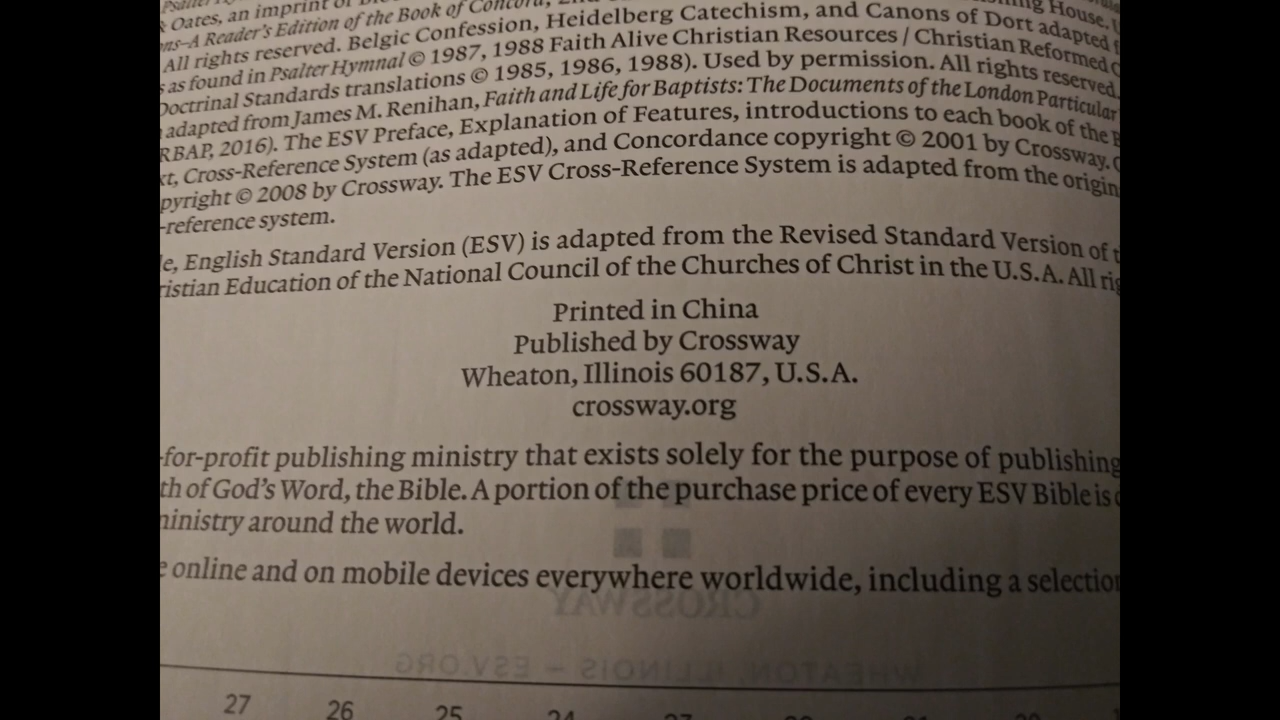 Oates, an imprint of
ns–A Reader's Edition of the Book of Concord,
All rights reserved. Belgic Confession, Heidelberg Catechism, and Canons of Dort adapted
as found in Psalter Hymnal © 1987, 1988 Faith Alive Christian Resources / Christian Reformed
Doctrinal Standards translations © 1985, 1986, 1988). Used by permission. All rights reserved.
adapted from James M. Renihan, Faith and Life for Baptists: The Documents of the London Particular
RBAP, 2016). The ESV Preface, Explanation of Features, introductions to each book of the
xt, Cross-Reference System (as adapted), and Concordance copyright © 2001 by Crossway.
pyright © 2008 by Crossway. The ESV Cross-Reference System is adapted from the origin
-reference system.
e, English Standard Version (ESV) is adapted from the Revised Standard Version of t
ristian Education of the National Council of the Churches of Christ in the U.S.A. All rig
Printed in China
Published by Crossway
Wheaton, Illinois 60187, U.S.A.
crossway.org
-for-profit publishing ministry that exists solely for the purpose of publishing
th of God's Word, the Bible. A portion of the purchase price of every ESV Bible is
ministry around the world.
e online and on mobile devices everywhere worldwide, including a selection
CROSSWAY
WHEATON, ILLINOIS – ESV.ORG
27 26 25 24